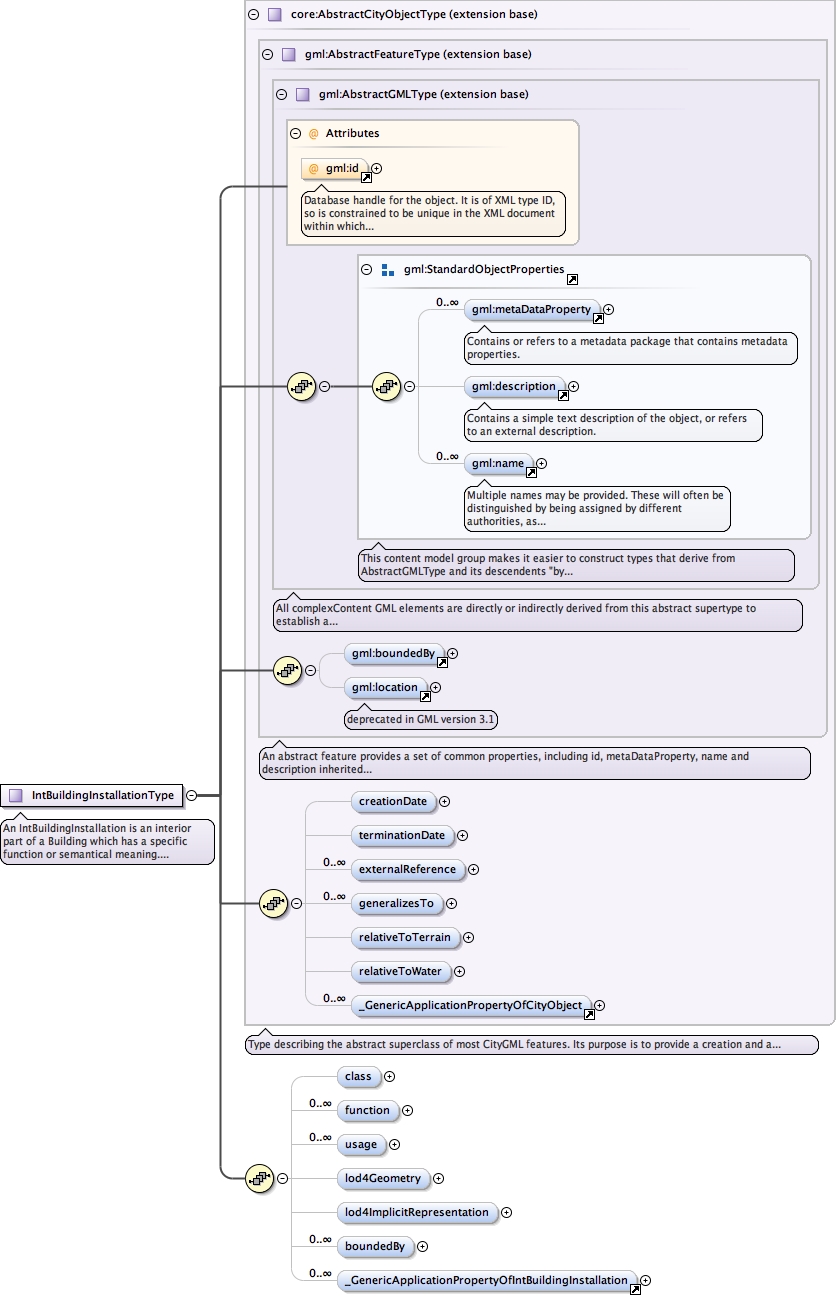 core:AbstractCityObjectType (extension base)
gml:AbstractFeatureType (extension base)
gml:AbstractGMLType (extension base)
@ Attributes
@ gml:id
Database handle for the object. It is of XML type ID,
so is constrained to be unique in the XML document
within which...
gml:StandardObjectProperties
0..∞
gml:metaDataProperty
Contains or refers to a metadata package that contains metadata
properties.
gml:description
Contains a simple text description of the object, or refers
to an external description.
0..∞
gml:name
Multiple names may be provided. These will often be
distinguished by being assigned by different
authorities, as...
This content model group makes it easier to construct types that derive from
AbstractGMLType and its descendents "by...
All complexContent GML elements are directly or indirectly derived from this abstract supertype to
establish a...
gml:boundedBy
gml:location
deprecated in GML version 3.1
An abstract feature provides a set of common properties, including id, metaDataProperty, name and
description inherited...
IntBuildingInstallationType
An IntBuildingInstallation is an interior
part of a Building which has a specific
function or semantical meaning....
creationDate
terminationDate
0..∞
externalReference
0..∞
generalizesTo
relativeToTerrain
relativeToWater
0..∞
_GenericApplicationPropertyOfCityObject
Type describing the abstract superclass of most CityGML features. Its purpose is to provide a creation and a...
class
0..∞
function
0..∞
usage
lod4Geometry
lod4ImplicitRepresentation
0..∞
boundedBy
0..∞
_GenericApplicationPropertyOfIntBuildingInstallation